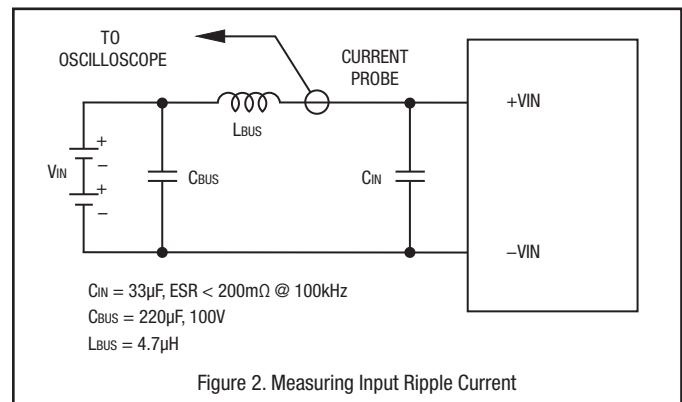 TO
OSCILLOSCOPE
CURRENT
PROBE
+VIN
LBUS
VIN
+
−
+
−
CBUS
CIN
−VIN
CIN = 33µF, ESR < 200mΩ @ 100kHz
CBUS = 220µF, 100V
LBUS = 4.7µH
Figure 2. Measuring Input Ripple Current